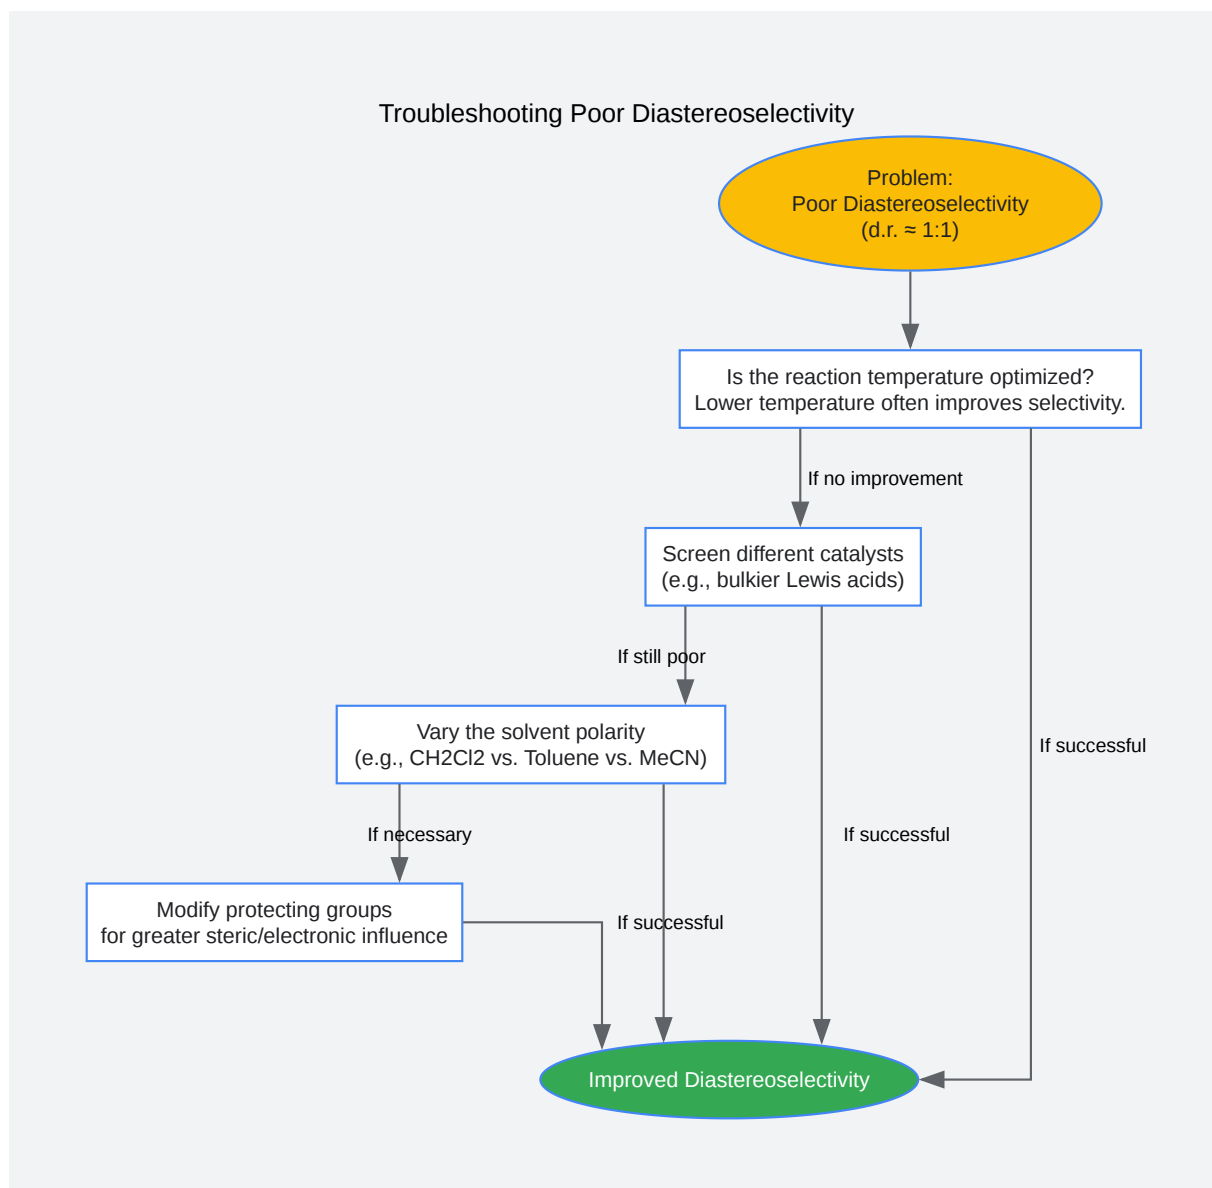 Troubleshooting Poor Diastereoselectivity
Problem:
Poor Diastereoselectivity
(d.r. ≈ 1:1)
Is the reaction temperature optimized?
Lower temperature often improves selectivity.
If no improvement
Screen different catalysts
(e.g., bulkier Lewis acids)
If still poor
Vary the solvent polarity
(e.g., CH2Cl2 vs. Toluene vs. MeCN)
If successful
If necessary
If successful
Modify protecting groups
for greater steric/electronic influence
If successful
Improved Diastereoselectivity